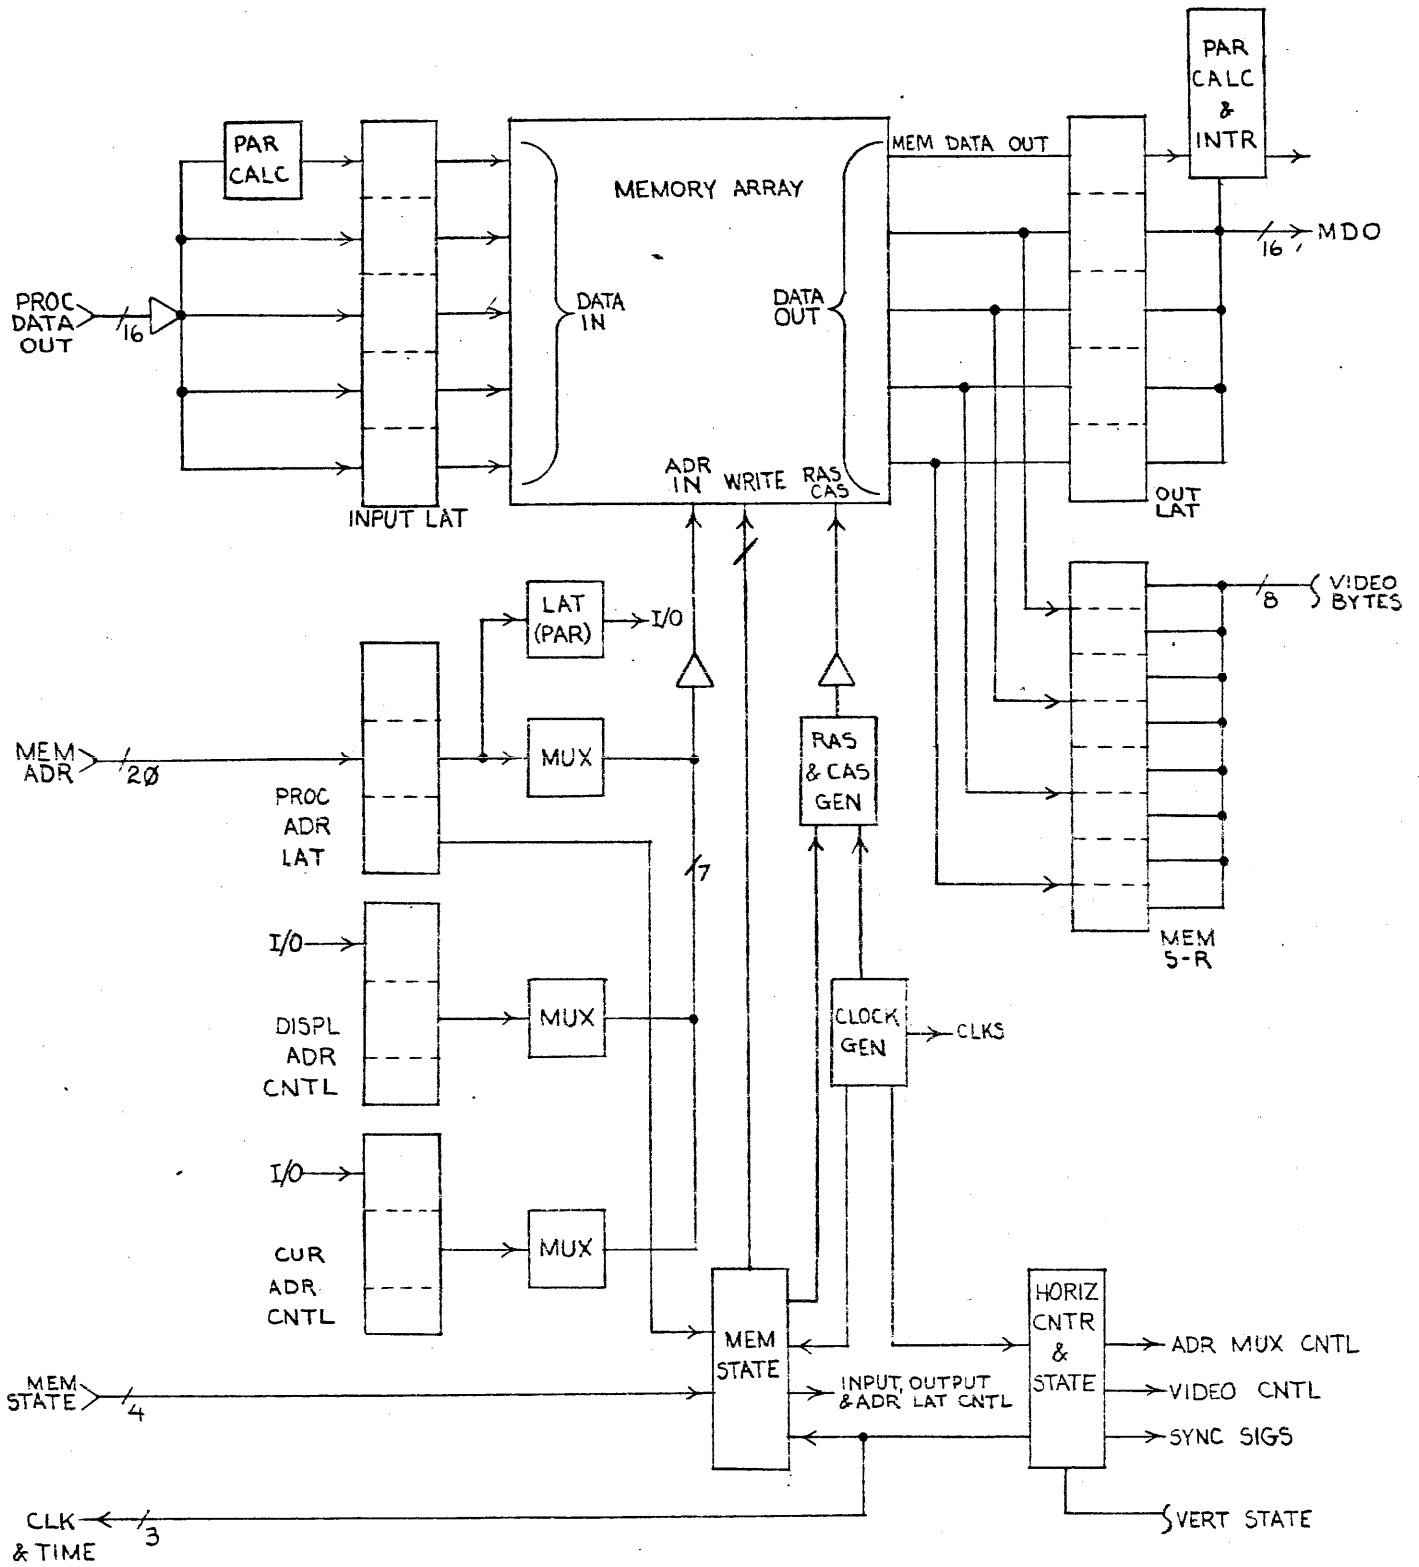 PAR
CALC
&
INTR
PAR
CALC
MEM DATA OUT
MEMORY ARRAY
16
MDO
PROC
DATA
OUT
16
DATA
IN
DATA
OUT
ADR
IN
WRITE
RAS
CAS
INPUT LAT
OUT
LAT
LAT
(PAR)
I/O
8
VIDEO
BYTES
MEM
ADR
20
MUX
RAS
& CAS
GEN
PROC
ADR
LAT
7
I/O
MEM
S-R
DISPL
ADR
CNTL
MUX
CLOCK
GEN
CLKS
I/O
CUR
ADR
CNTL
MUX
MEM
STATE
HORIZ
CNTR
&
STATE
ADR MUX CNTL
VIDEO CNTL
SYNC SIGS
MEM
STATE
4
INPUT, OUTPUT
& ADR LAT CNTL
CLK
& TIME
3
VERT STATE